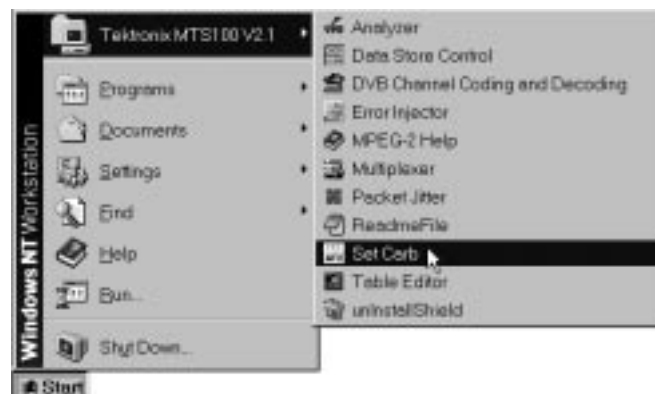 Tektronix MTS100 V2.1
Programs
Documents
Settings
Find
Help
Run...
Shut Down...
Windows NT Workstation
Start
Analyzer
Data Store Control
DVB Channel Coding and Decoding
Error Injector
MPEG-2 Help
Multiplexer
Packet Jitter
ReadmeFile
Set Carb
Table Editor
unInstallShield